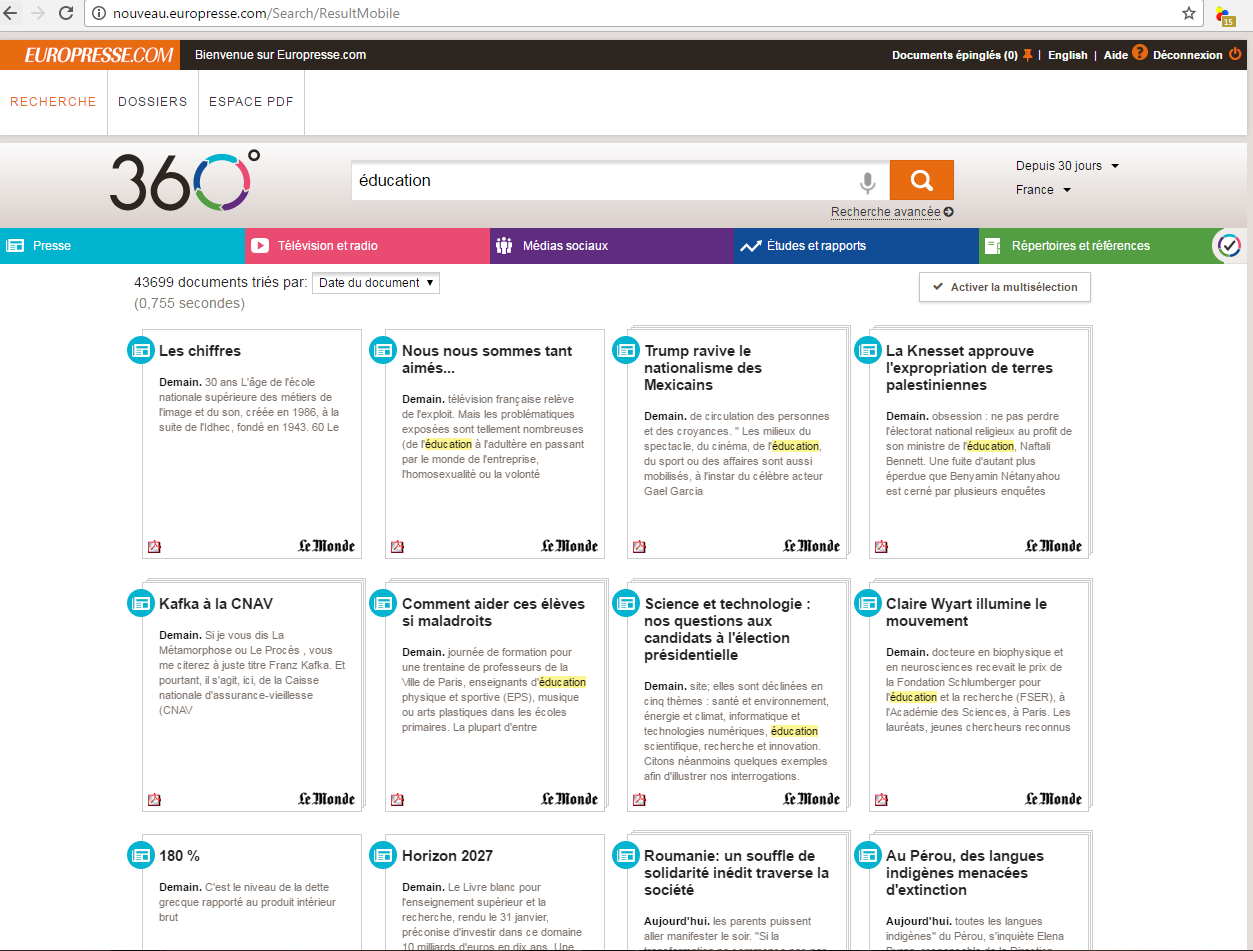 nouveau.europresse.com/Search/ResultMobile
15
EUROPRESSE.COM
Bienvenue sur Europresse.com
Documents épinglés (0) | English | Aide ? Déconnexion
RECHERCHE
DOSSIERS
ESPACE PDF
360°
éducation
Depuis 30 jours
France
Recherche avancée
Presse
Télévision et radio
Médias sociaux
Études et rapports
Répertoires et références
43699 documents triés par: Date du document
(0,755 secondes)
Activer la multisélection
Les chiffres
Demain. 30 ans L'âge de l'école
nationale supérieure des métiers de
l'image et du son, créée en 1986, à la
suite de l'Idhec, fondé en 1943. 60 Le
Le Monde
Nous nous sommes tant
aimés...
Demain. télévision française relève
de l'exploit. Mais les problématiques
exposées sont tellement nombreuses
(de l'éducation à l'adultère en passant
par le monde de l'entreprise,
l'homosexualité ou la volonté
Le Monde
Trump ravive le
nationalisme des
Mexicains
Demain. de circulation des personnes
et des croyances. " Les milieux du
spectacle, du cinéma, de l'éducation,
du sport ou des affaires sont aussi
mobilisés, à l'instar du célèbre acteur
Gael Garcia
Le Monde
La Knesset approuve
l'expropriation de terres
palestiniennes
Demain. obsession : ne pas perdre
l'électorat national religieux au profit de
son ministre de l'éducation, Naftali
Bennett. Une fuite d'autant plus
éperdue que Benyamin Nétanyahou
est cerné par plusieurs enquêtes
Le Monde
Kafka à la CNAV
Demain. Si je vous dis La
Métamorphose ou Le Procès , vous
me citerez à juste titre Franz Kafka. Et
pourtant, il s'agit, ici, de la Caisse
nationale d'assurance-vieillesse
(CNAV
Le Monde
Comment aider ces élèves
si maladroits
Demain. journée de formation pour
une trentaine de professeurs de la
Ville de Paris, enseignants d'éducation
physique et sportive (EPS), musique
ou arts plastiques dans les écoles
primaires. La plupart d'entre
Le Monde
Science et technologie :
nos questions aux
candidats à l'élection
présidentielle
Demain. site; elles sont déclinées en
cinq thèmes : santé et environnement,
énergie et climat, informatique et
technologies numériques, éducation
scientifique, recherche et innovation.
Citons néanmoins quelques exemples
afin d'illustrer nos interrogations.
Le Monde
Claire Wyart illumine le
mouvement
Demain. docteure en biophysique et
en neurosciences recevait le prix de
la Fondation Schlumberger pour
l'éducation et la recherche (FSER), à
l'Académie des Sciences, à Paris. Les
lauréats, jeunes chercheurs reconnus
Le Monde
180 %
Demain. C'est le niveau de la dette
grecque rapporté au produit intérieur
brut
Horizon 2027
Demain. Le Livre blanc pour
l'enseignement supérieur et la
recherche, rendu le 31 janvier,
préconise d'investir dans ce domaine
10 milliards d'euros en dix ans. Une
Roumanie: un souffle de
solidarité inédit traverse la
société
Aujourd'hui. les parents puissent
aller manifester le soir. "Si la
Au Pérou, des langues
indigènes menacées
d'extinction
Aujourd'hui. toutes les langues
indigènes" du Pérou, s'inquiète Elena